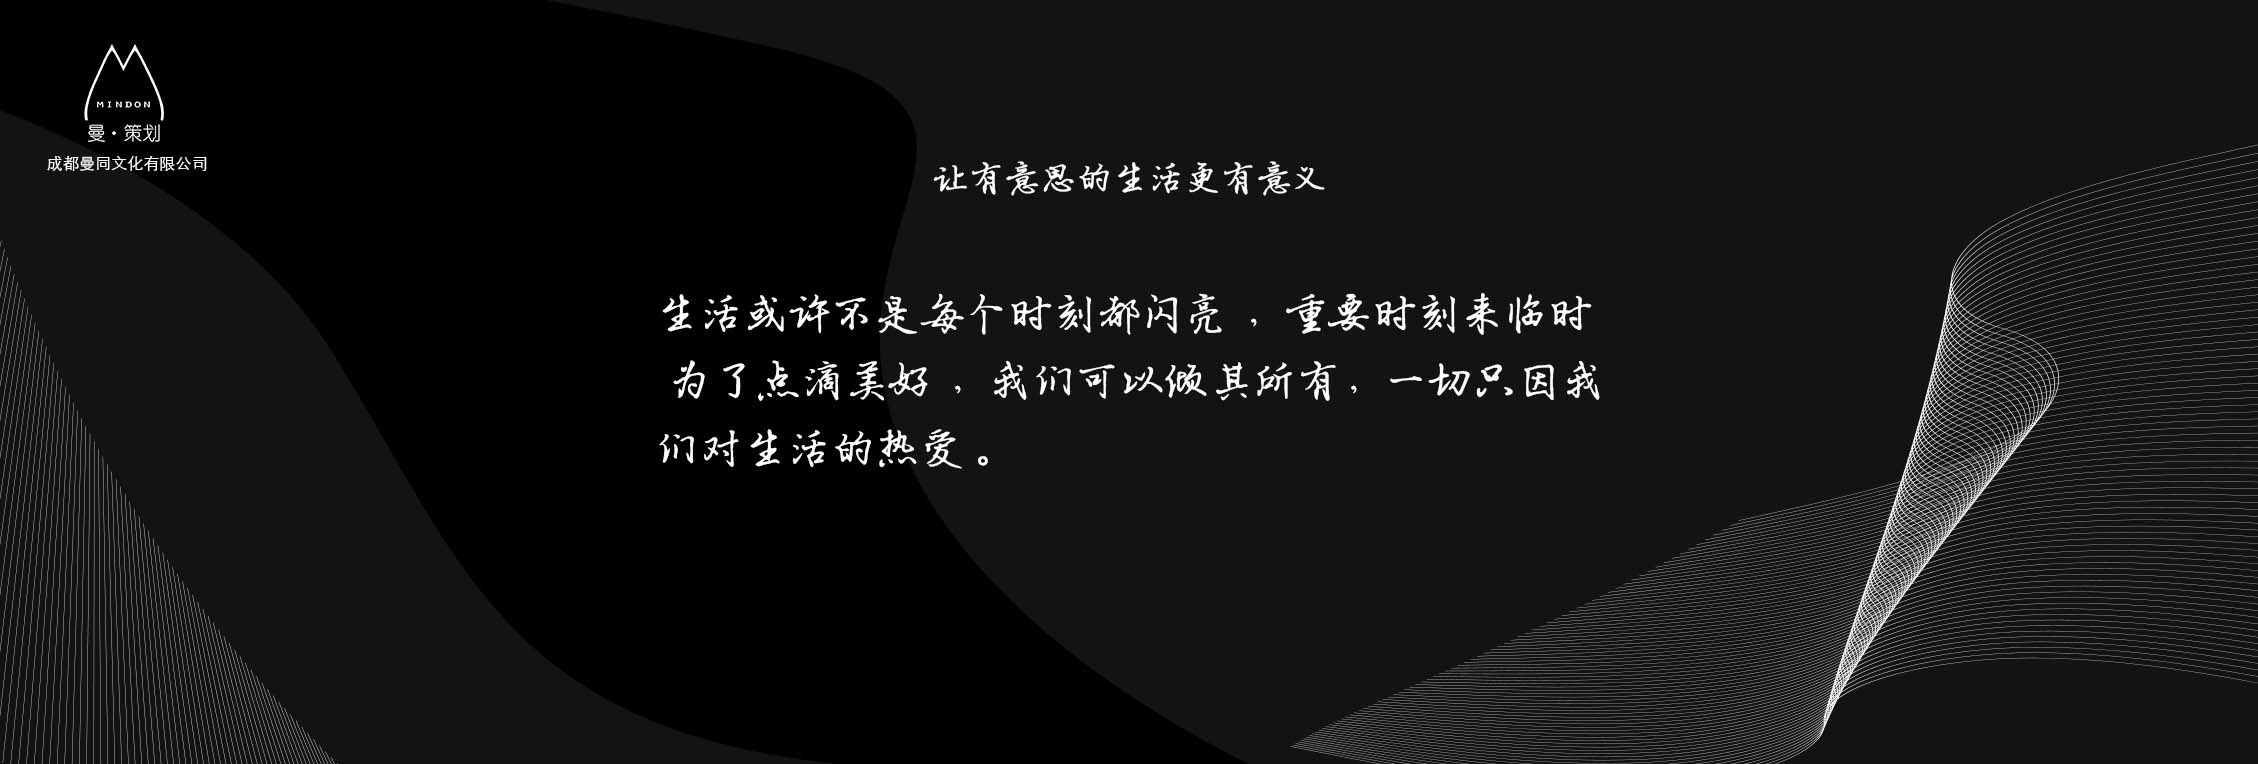 MINDON
曼·策划
成都曼同文化有限公司
让有意思的生活更有意义
生活或许不是每个时刻都闪亮，重要时刻来临时
为了点滴美好，我们可以倾其所有，一切只因我
们对生活的热爱。